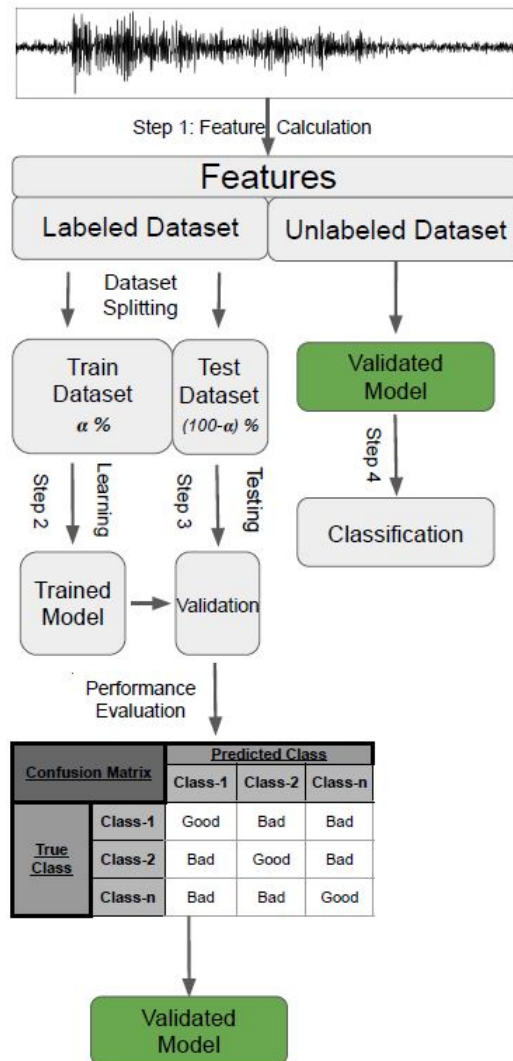 Step 1: Feature Calculation
Features
Labeled Dataset
Unlabeled Dataset
Dataset
Splitting
Train
Dataset
α %
Test
Dataset
(100-α) %
Validated
Model
Step 2
Learning
Step 3
Testing
Step 4
Classification
Trained
Model
Validation
Performance
Evaluation
Confusion Matrix
Predicted Class
Class-1 Class-2 Class-n
True
Class
Class-1 Good Bad Bad
Class-2 Bad Good Bad
Class-n Bad Bad Good
Validated
Model